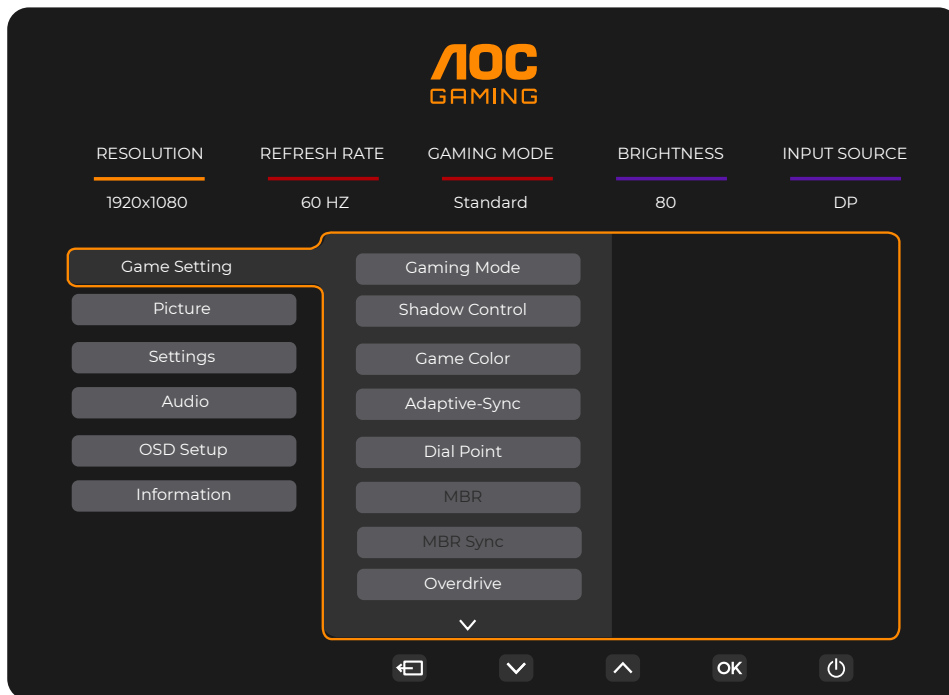 AOC
GAMING
RESOLUTION REFRESH RATE GAMING MODE BRIGHTNESS INPUT SOURCE
1920x1080 60 HZ Standard 80 DP
Game Setting
Picture
Settings
Audio
OSD Setup
Information
Gaming Mode
Shadow Control
Game Color
Adaptive-Sync
Dial Point
MBR
MBR Sync
Overdrive
OK